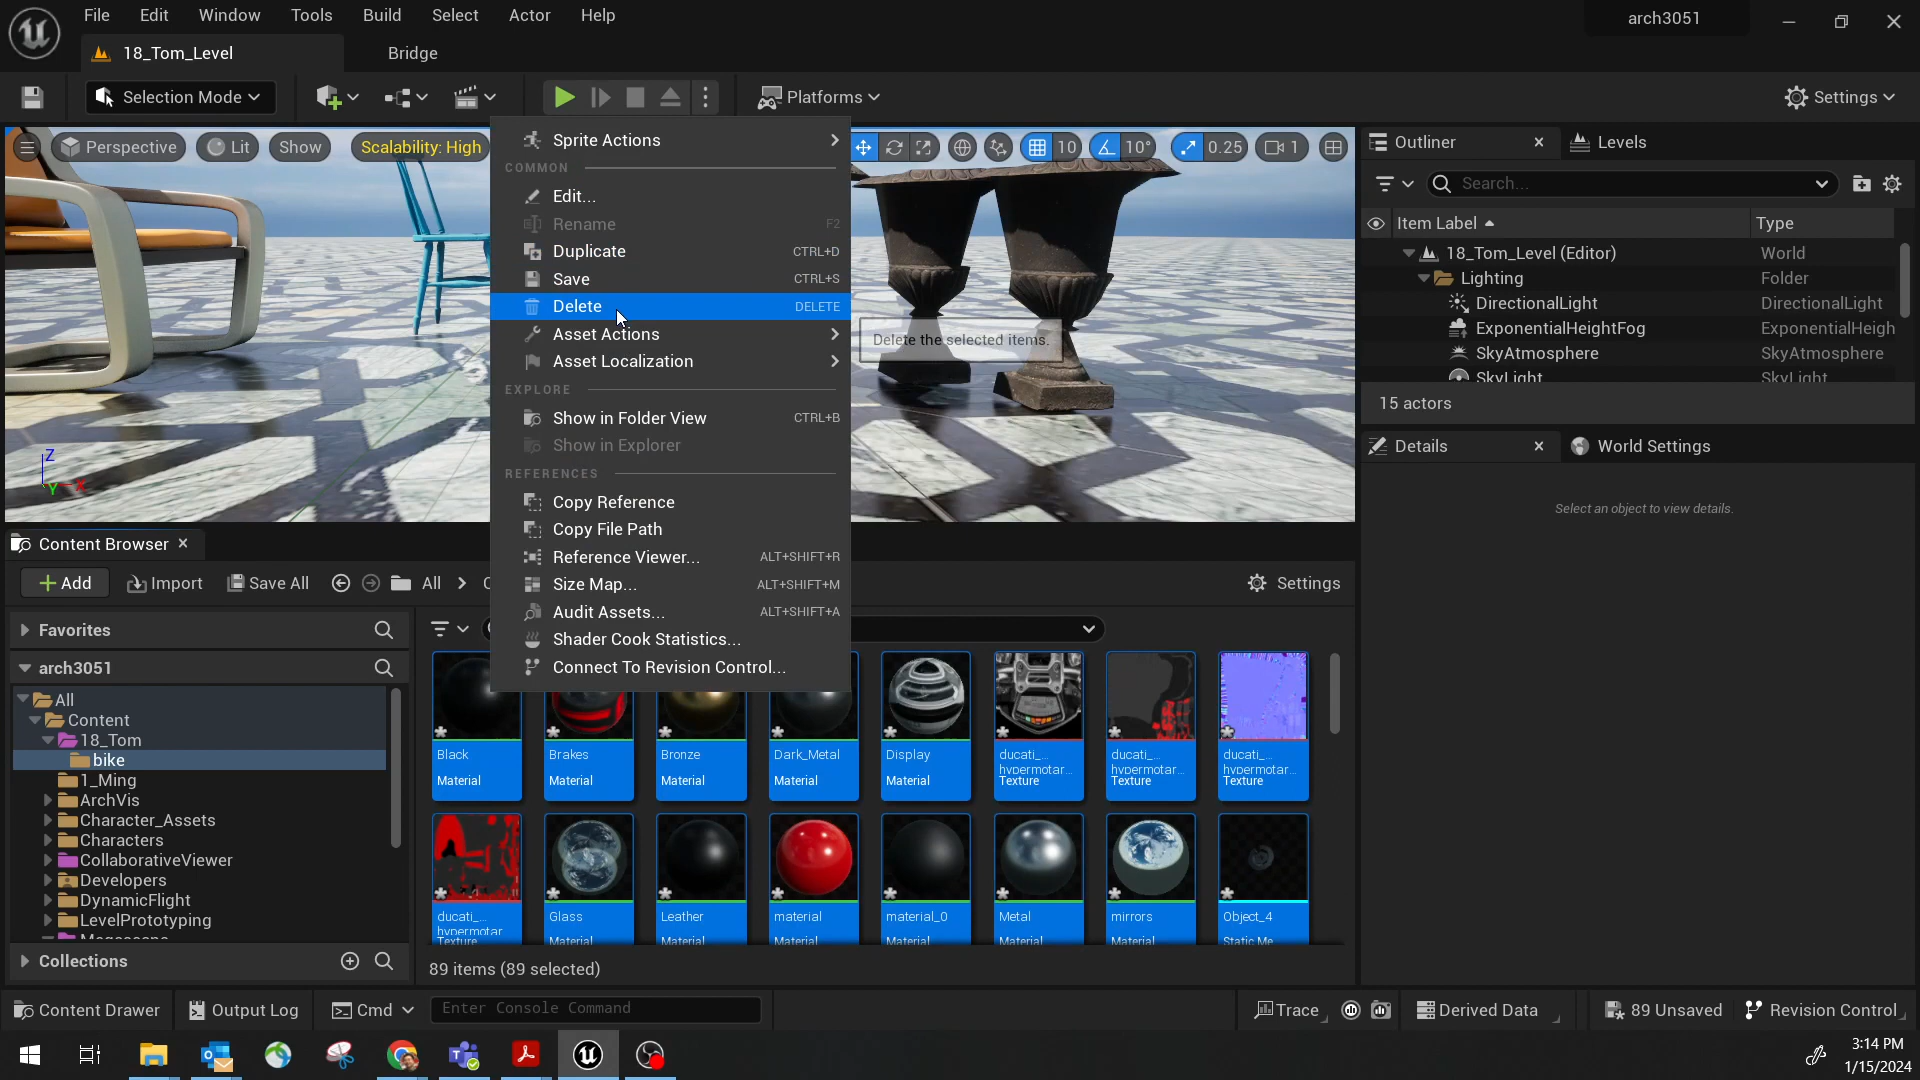 File Edit Window Tools Build Select Actor Help
arch3051
18_Tom_Level
Bridge
Selection Mode
Platforms
Settings
Perspective
Lit
Show
Scalability: High
10
10°
0.25
1
Sprite Actions
COMMON
Edit...
Rename F2
Duplicate CTRL+D
Save CTRL+S
Delete DELETE
Asset Actions
Asset Localization
EXPLORE
Show in Folder View CTRL+B
Show in Explorer
REFERENCES
Copy Reference
Copy File Path
Reference Viewer... ALT+SHIFT+R
Size Map... ALT+SHIFT+M
Audit Assets... ALT+SHIFT+A
Shader Cook Statistics...
Connect To Revision Control...
Delete the selected items.
Z
Y X
Outliner
Levels
Search...
Item Label Type
18_Tom_Level (Editor) World
Lighting Folder
DirectionalLight DirectionalLight
ExponentialHeightFog ExponentialHeigh
SkyAtmosphere SkyAtmosphere
SkyLight SkyLight
15 actors
Details
World Settings
Select an object to view details.
Content Browser
Add
Import
Save All
All
Settings
Favorites
arch3051
All
Content
18_Tom
bike
1_Ming
ArchVis
Character_Assets
Characters
CollaborativeViewer
Developers
DynamicFlight
LevelPrototyping
Megascans
Collections
Black Brakes Bronze Dark_Metal Display ducati_... ducati_... ducati_...
hypermotar... hypermotar... hypermotar...
Material Material Material Material Material Texture Texture Texture
ducati_... Glass Leather material material_0 Metal mirrors Object_4
hypermotar
Texture Material Material Material Material Material Material Static Me
89 items (89 selected)
Content Drawer
Output Log
Cmd
Enter Console Command
Trace
Derived Data
89 Unsaved
Revision Control
3:14 PM
1/15/2024